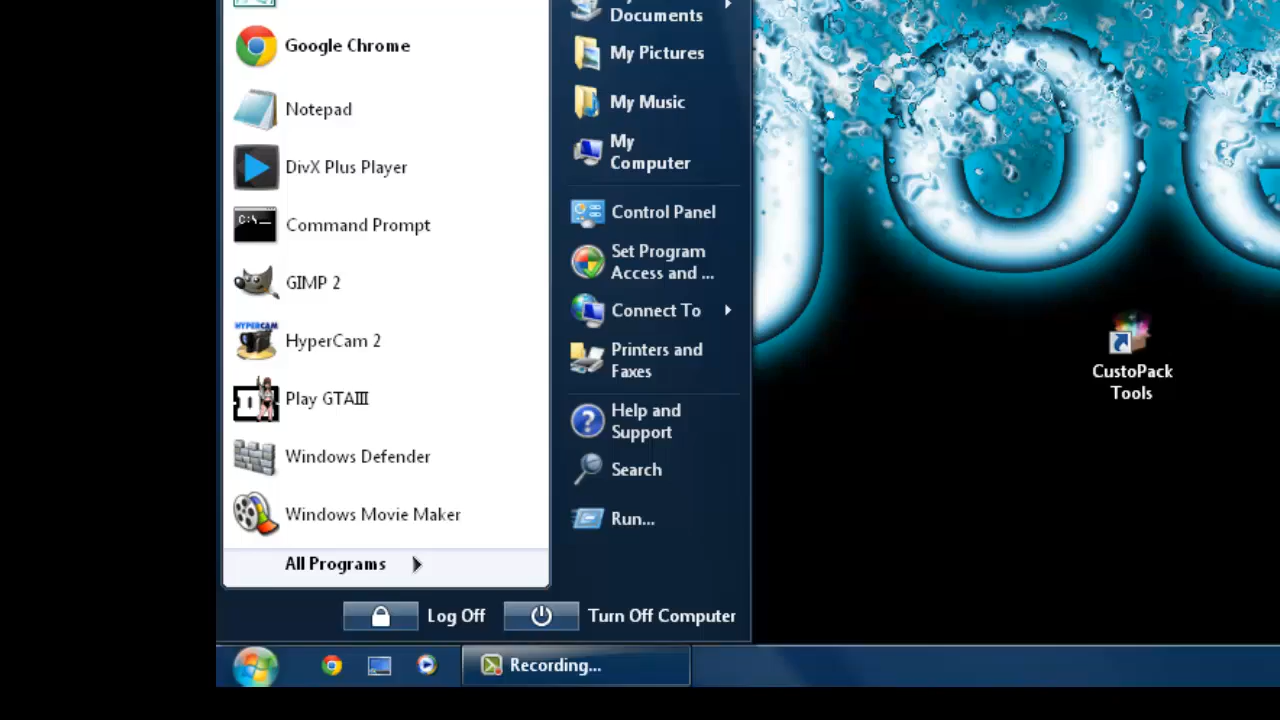 Google Chrome
Notepad
DivX Plus Player
C:\._
Command Prompt
GIMP 2
HYPERCAM
HyperCam 2
Play GTAIII
Windows Defender
Windows Movie Maker
All Programs
Documents
My Pictures
My Music
My
Computer
Control Panel
Set Program
Access and ...
Connect To
Printers and
Faxes
Help and
Support
Search
Run...
Log Off
Turn Off Computer
Recording...
joe
CustoPack
Tools